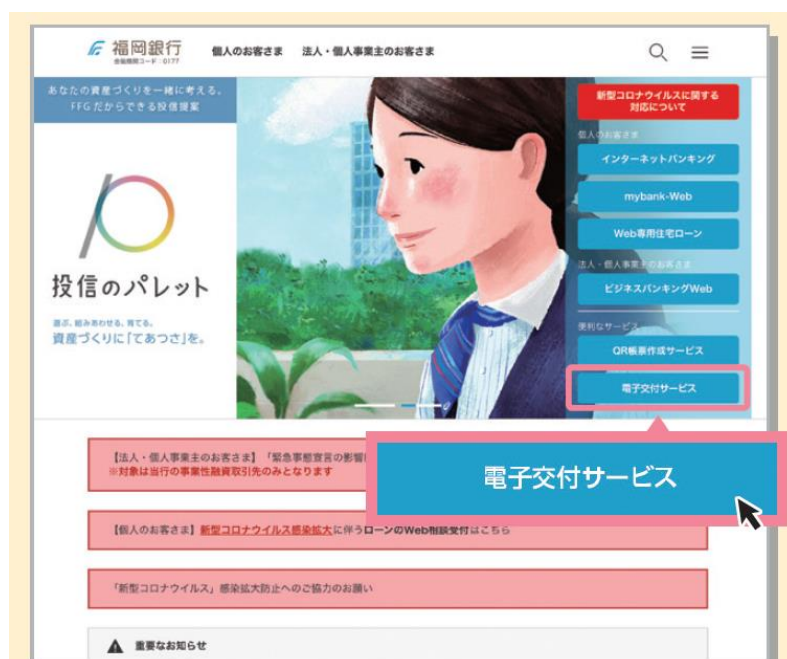 福岡銀行
金融機関コード:0177
個人のお客さま 法人・個人事業主のお客さま
あなたの資産づくりを一緒に考える。
FFGだからできる投信提案
投信のパレット
選ぶ、組みあわせる、育てる。
資産づくりに「てあつさ」を。
新型コロナウイルスに関する
対応について
個人のお客さま
インターネットバンキング
mybank-Web
Web専用住宅ローン
法人・個人事業主のお客さま
ビジネスバンキングWeb
便利なサービス
QR帳票作成サービス
電子交付サービス
電子交付サービス
【法人・個人事業主のお客さま】「緊急事態宣言の影響
※対象は当行の事業性融資取引先のみとなります
【個人のお客さま】新型コロナウイルス感染拡大に伴うローンのWeb相談受付はこちら
「新型コロナウイルス」感染拡大防止へのご協力のお願い
重要なお知らせ